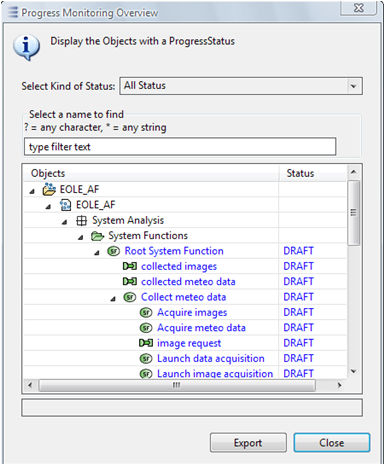 Progress Monitoring Overview
Display the Objects with a ProgressStatus
Select Kind of Status: All Status
Select a name to find
? = any character, * = any string
type filter text
Objects Status
EOLE_AF
EOLE_AF
System Analysis
System Functions
Root System Function DRAFT
collected images DRAFT
collected meteo data DRAFT
Collect meteo data DRAFT
Acquire images DRAFT
Acquire meteo data DRAFT
image request DRAFT
Launch data acquisition DRAFT
Launch image acquisition DRAFT
Export Close